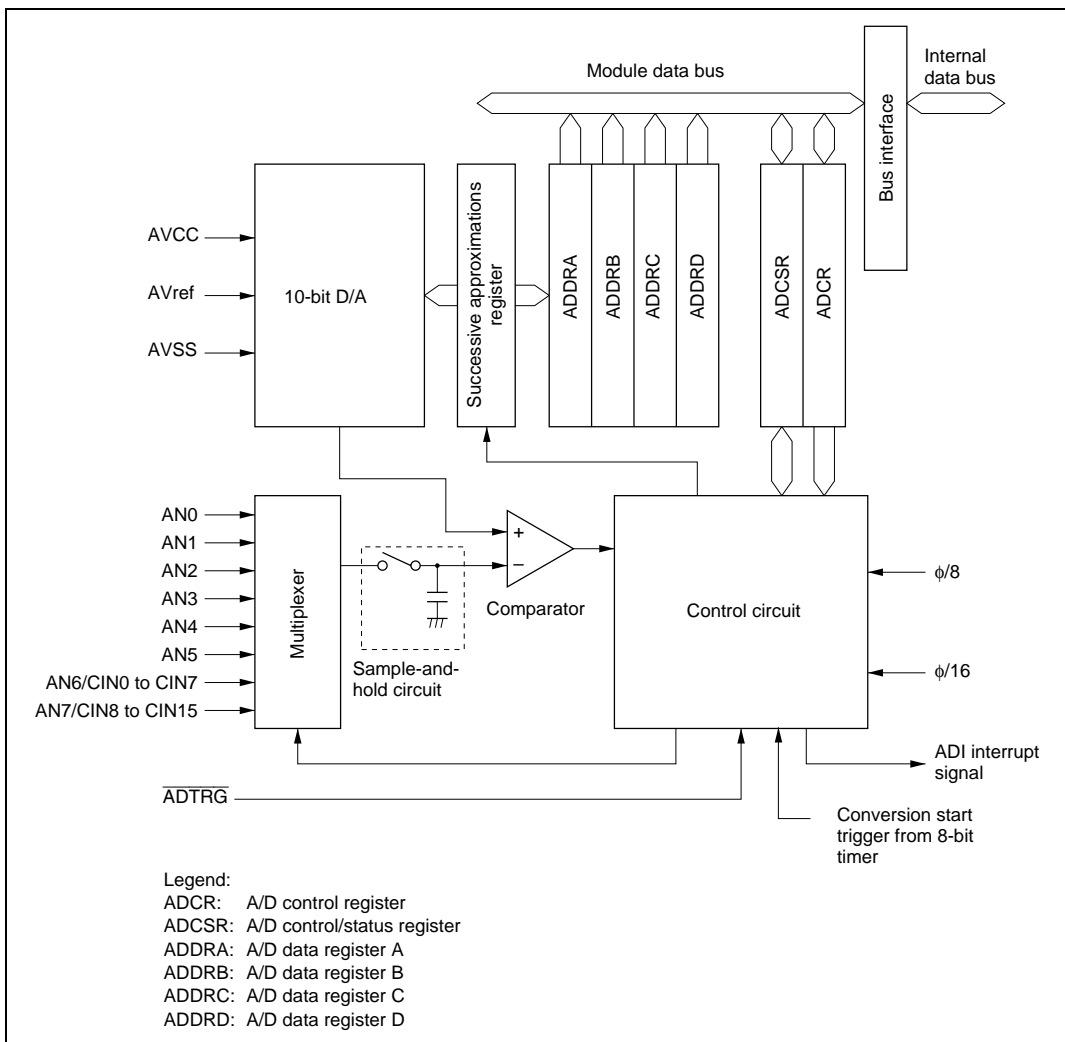 Module data bus
Internal
data bus
Bus interface
AVCC
AVref
AVSS
10-bit D/A
Successive approximations
register
ADDRA
ADDRB
ADDRC
ADDRD
ADCSR
ADCR
AN0
AN1
AN2
AN3
AN4
AN5
AN6/CIN0 to CIN7
AN7/CIN8 to CIN15
Multiplexer
Sample-and-
hold circuit
+
−
Comparator
Control circuit
ϕ/8
ϕ/16
ADI interrupt
signal
ADTRG
Conversion start
trigger from 8-bit
timer
Legend:
ADCR: A/D control register
ADCSR: A/D control/status register
ADDRA: A/D data register A
ADDRB: A/D data register B
ADDRC: A/D data register C
ADDRD: A/D data register D